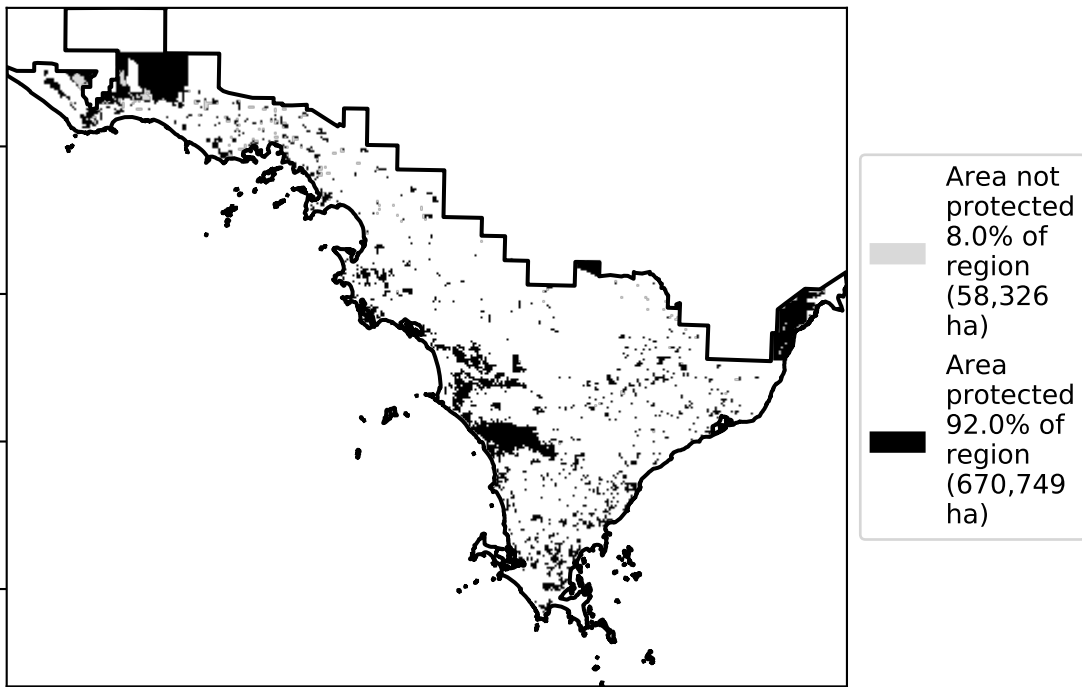 Area not
protected
8.0% of
region
(58,326
ha)
Area
protected
92.0% of
region
(670,749
ha)